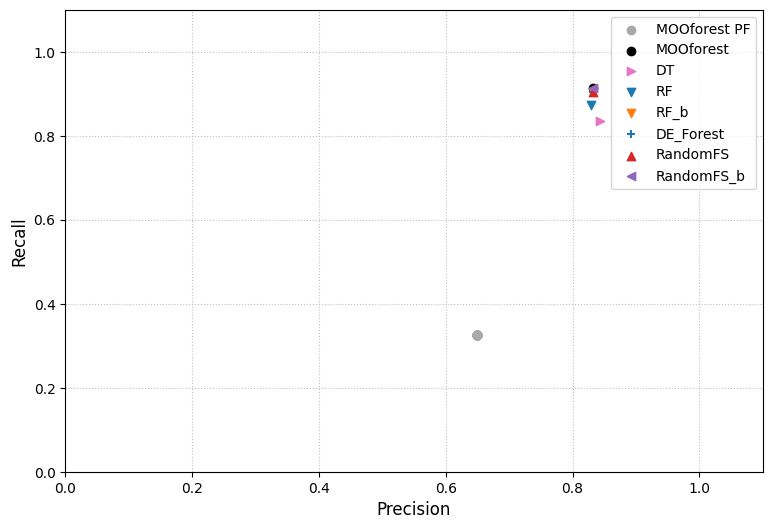 MOOforest PF
MOOforest
DT
RF
RF_b
DE_Forest
RandomFS
RandomFS_b
1.0
0.8
0.6
0.4
0.2
0.0
Recall
0.0 0.2 0.4 0.6 0.8 1.0
Precision